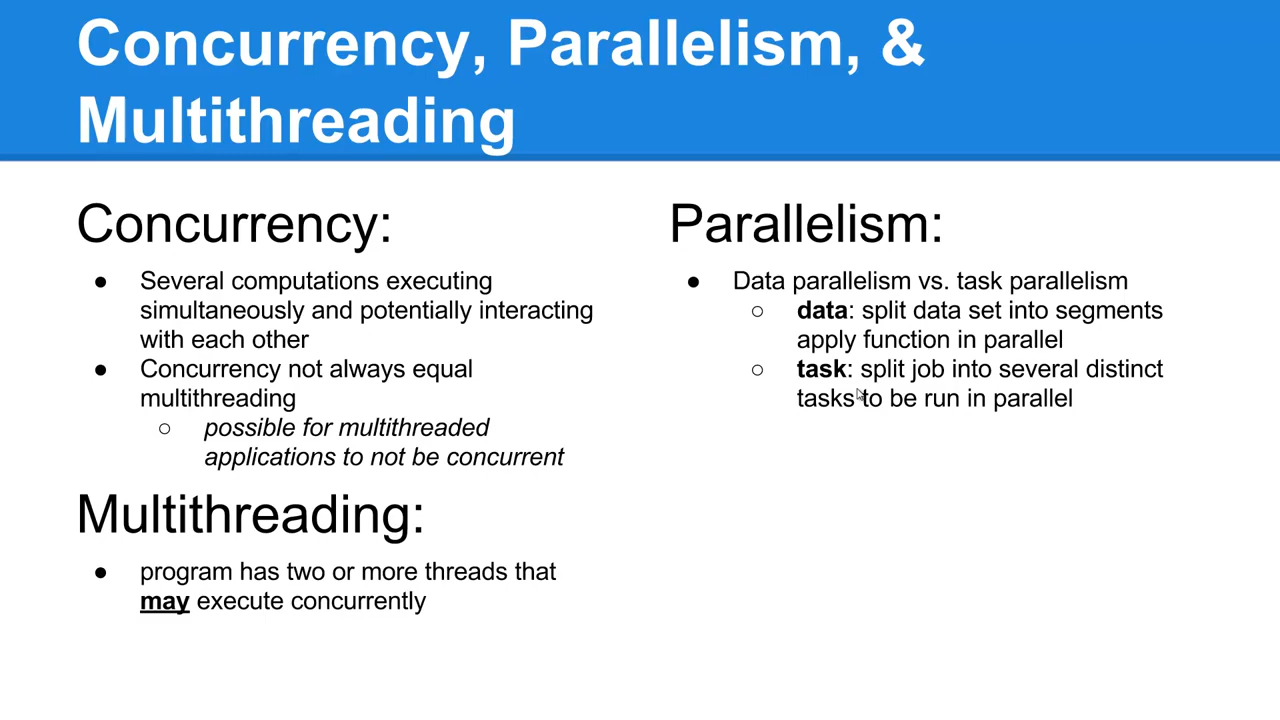 Concurrency, Parallelism, &
Multithreading
Concurrency:
● Several computations executing
simultaneously and potentially interacting
with each other
● Concurrency not always equal
multithreading
○ possible for multithreaded
applications to not be concurrent
Multithreading:
● program has two or more threads that
may execute concurrently
Parallelism:
● Data parallelism vs. task parallelism
○ data: split data set into segments
apply function in parallel
○ task: split job into several distinct
tasks to be run in parallel